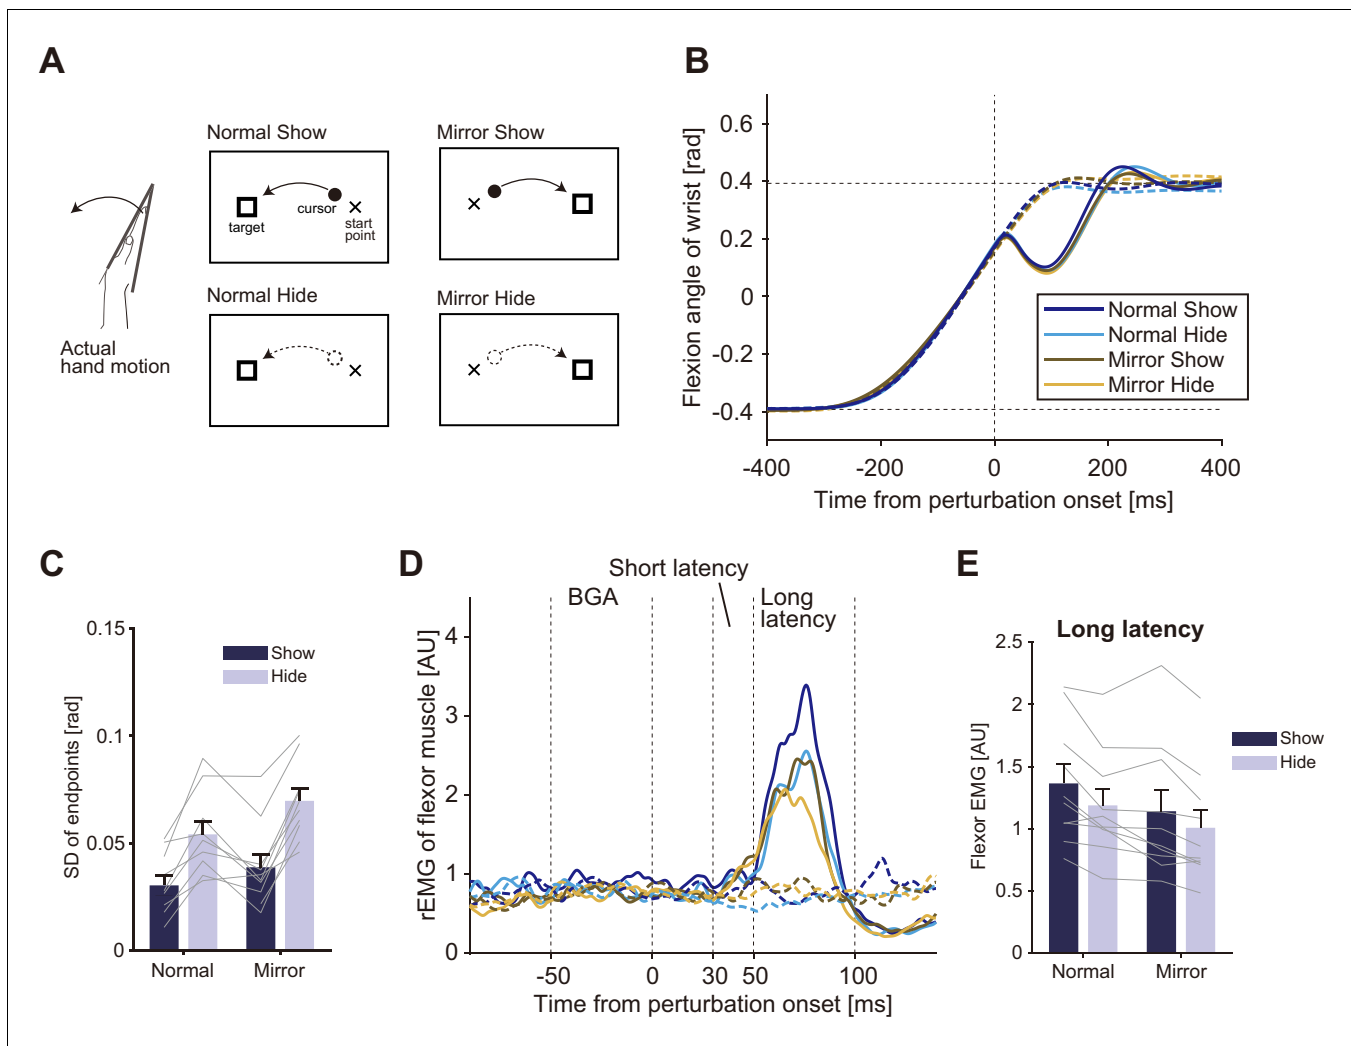 A
Normal Show
target
cursor
start
point
Mirror Show
Normal Hide
Mirror Hide
Actual
hand motion
B
Flexion angle of wrist [rad]
0.6
0.4
0.2
0
-0.2
-0.4
-400
-200
0
200
400
Time from perturbation onset [ms]
Normal Show
Normal Hide
Mirror Show
Mirror Hide
C
SD of endpoints [rad]
0.15
0.1
0.05
0
Show
Hide
Normal
Mirror
D
Short latency
BGA
Long
latency
rEMG of flexor muscle [AU]
4
3
2
1
0
-50
0
30
50
100
Time from perturbation onset [ms]
E
Long latency
Flexor EMG [AU]
2.5
2
1.5
1
0.5
0
Show
Hide
Normal
Mirror